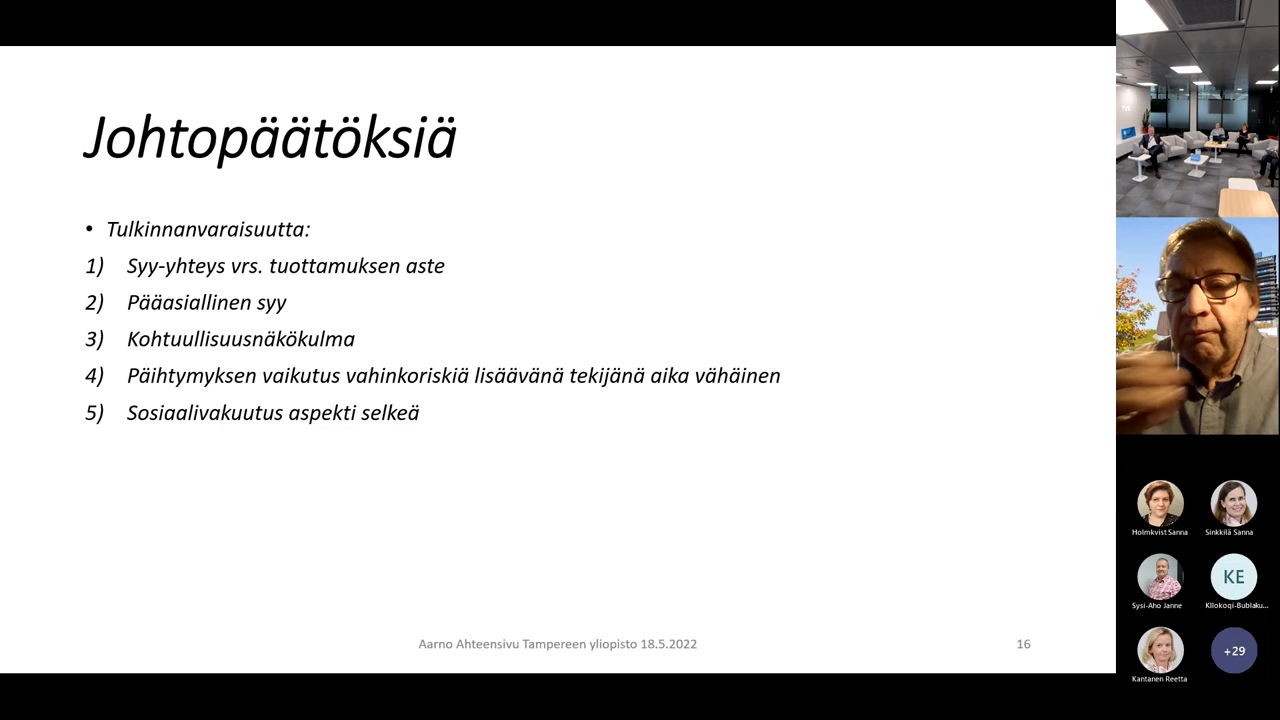 Johtopäätöksiä
• Tulkinnanvaraisuutta:
1) Syy-yhteys vrs. tuottamuksen aste
2) Pääasiallinen syy
3) Kohtuullisuusnäkökulma
4) Päihtymyksen vaikutus vahinkoriskiä lisäävänä tekijänä aika vähäinen
5) Sosiaalivakuutus aspekti selkeä
Aarno Ahteensivu Tampereen yliopisto 18.5.2022
16
Holmkvist Sanna
Sinkkilä Sanna
KE
Sysi-Aho Janne
Kantanen Reetta
+29